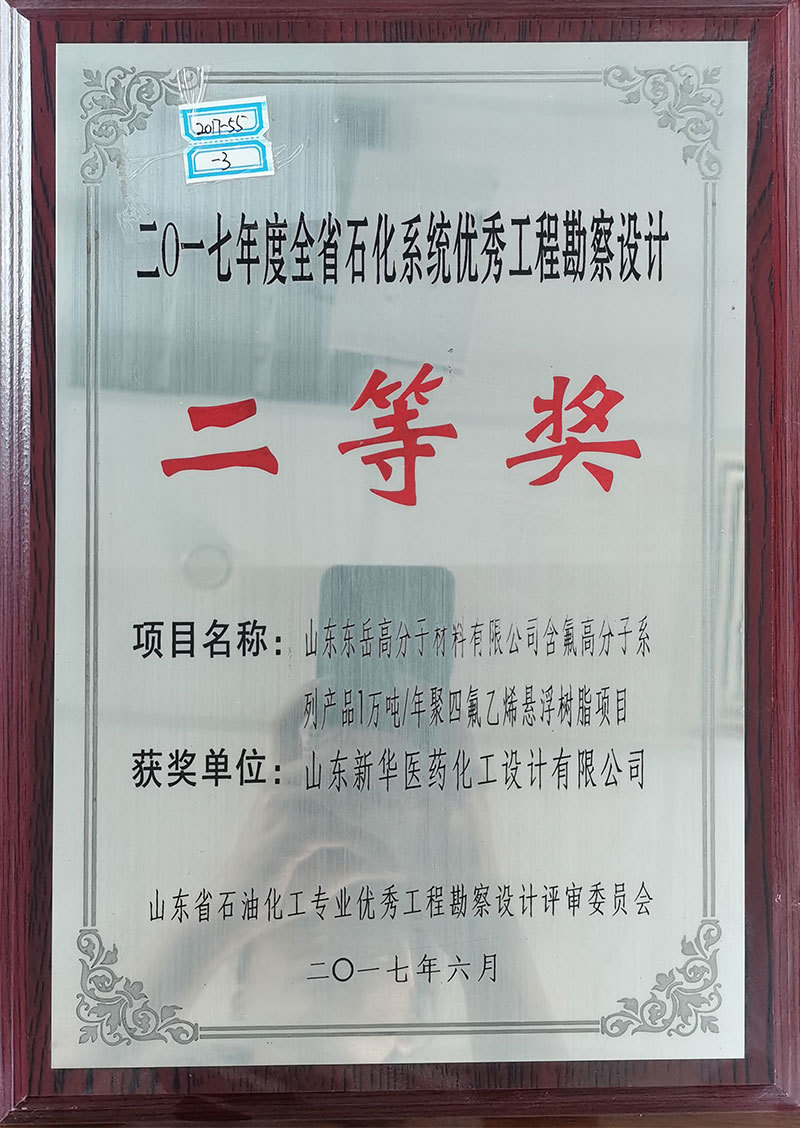 2017-55
-3
二〇一七年度全省石化系统优秀工程勘察设计
二等奖
项目名称：山东东岳高分子材料有限公司含氟高分子系
列产品1万吨/年聚四氟乙烯悬浮树脂项目
获奖单位：山东新华医药化工设计有限公司
山东省石油化工专业优秀工程勘察设计评审委员会
二〇一七年六月